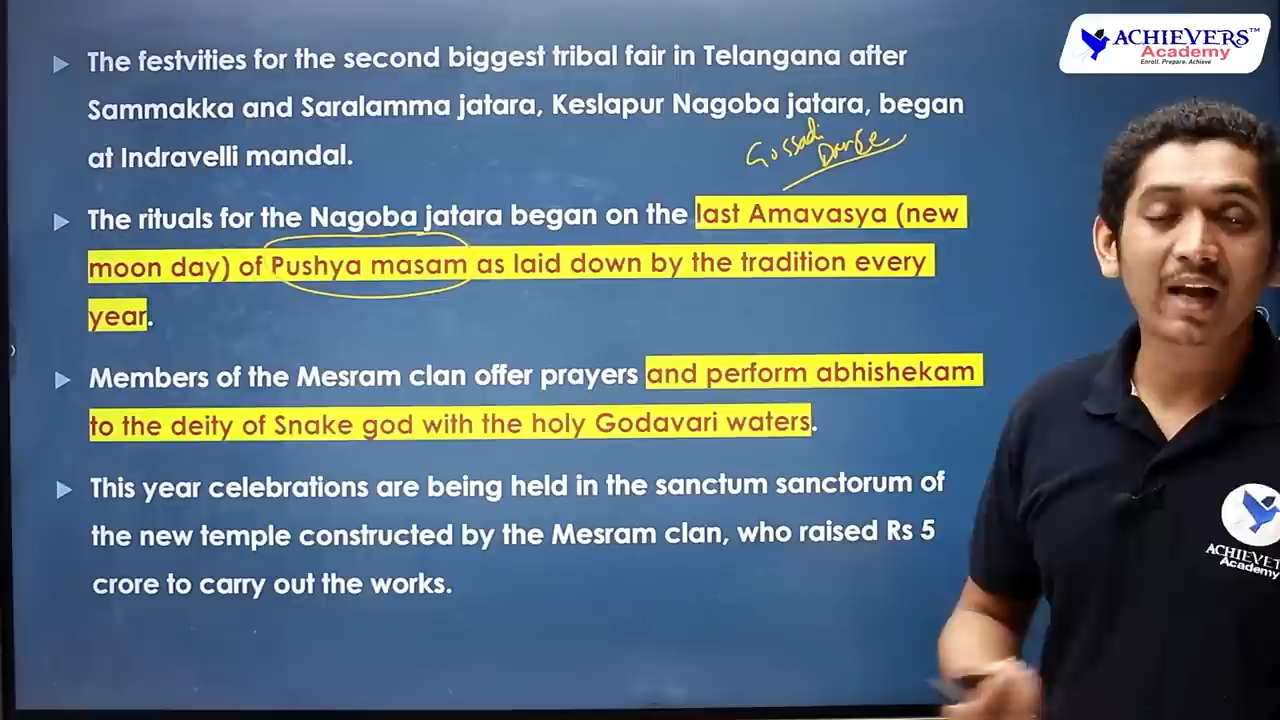 ACHIEVERS™
Academy
Enroll. Prepare. Achieve
The festvities for the second biggest tribal fair in Telangana after
Sammakka and Saralamma jatara, Keslapur Nagoba jatara, began
at Indravelli mandal.
Gussadi
The rituals for the Nagoba jatara began on the last Amavasya (new
moon day) of Pushya masam as laid down by the tradition every
year.
Members of the Mesram clan offer prayers and perform abhishekam
to the deity of Snake god with the holy Godavari waters.
This year celebrations are being held in the sanctum sanctorum of
the new temple constructed by the Mesram clan, who raised Rs 5
crore to carry out the works.
Academy